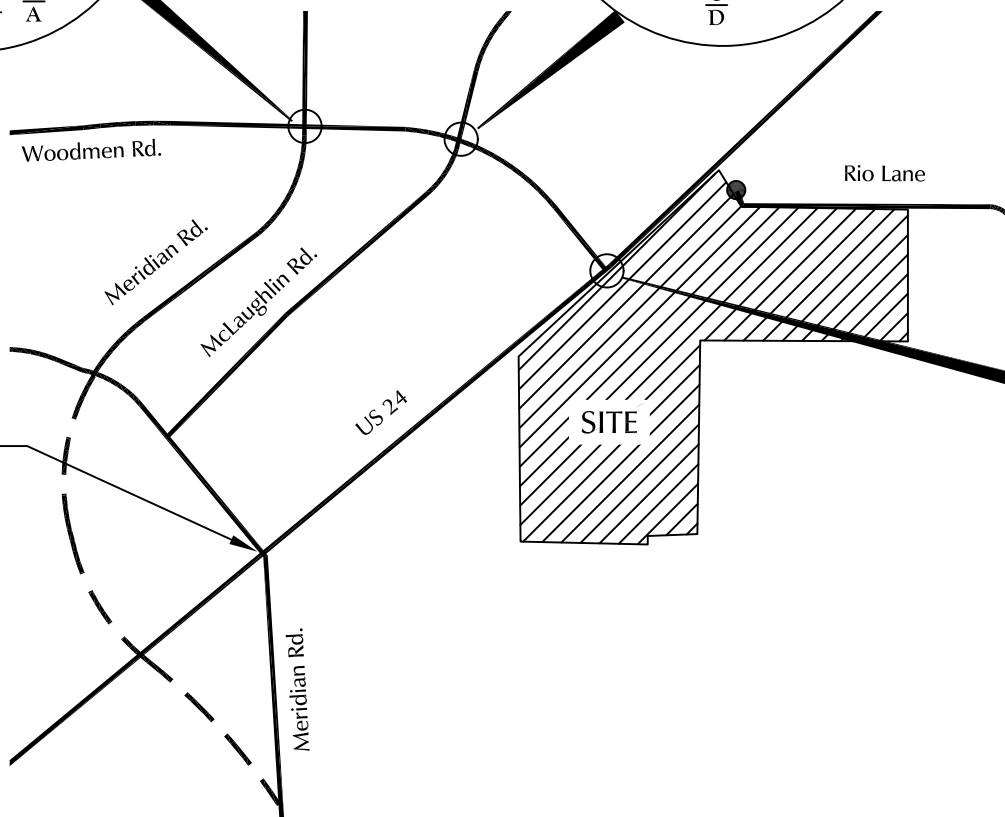 A
D
Woodmen Rd.
Rio Lane
Meridian Rd.
McLaughlin Rd.
US 24
SITE
Meridian Rd.